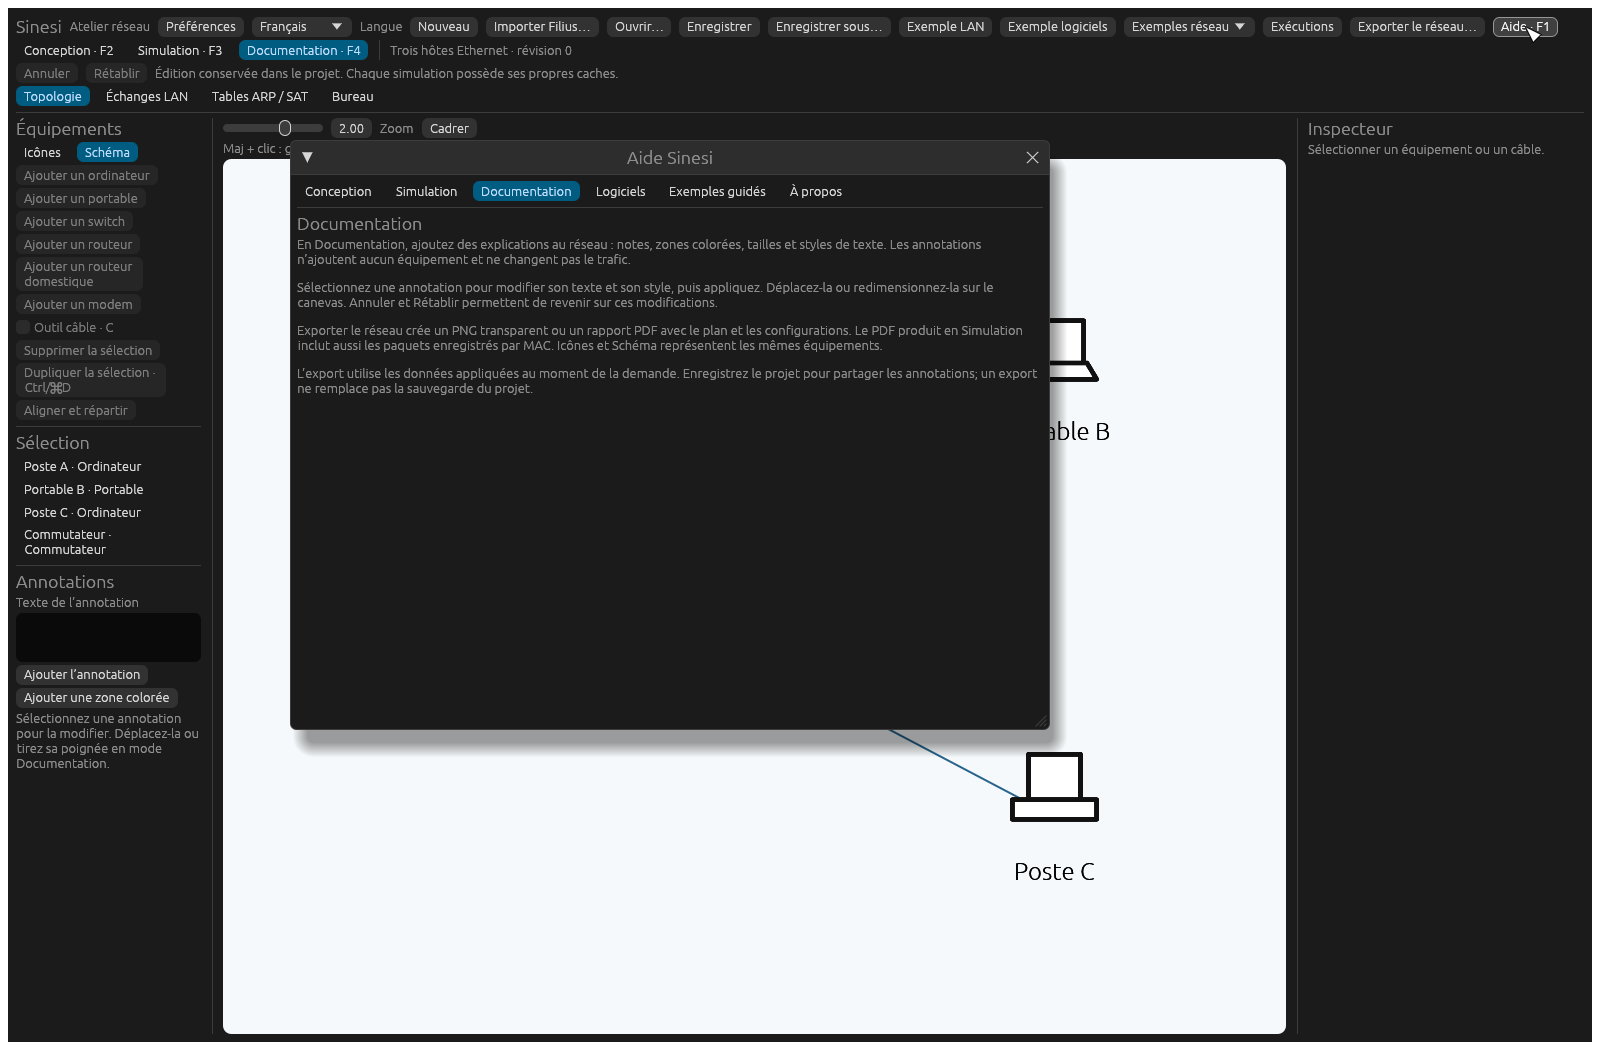 Sinesi Atelier réseau Préférences Français Langue Nouveau Importer Filius… Ouvrir… Enregistrer Enregistrer sous… Exemple LAN Exemple logiciels Exemples réseau Exécutions Exporter le réseau… Aide · F1
Conception · F2 Simulation · F3 Documentation · F4 Trois hôtes Ethernet · révision 0
Annuler Rétablir Édition conservée dans le projet. Chaque simulation possède ses propres caches.
Topologie Échanges LAN Tables ARP / SAT Bureau
Équipements
Icônes Schéma
Ajouter un ordinateur
Ajouter un portable
Ajouter un switch
Ajouter un routeur
Ajouter un routeur
domestique
Ajouter un modem
Outil câble · C
Supprimer la sélection
Dupliquer la sélection ·
Ctrl/⌘D
Aligner et répartir
Sélection
Poste A · Ordinateur
Portable B · Portable
Poste C · Ordinateur
Commutateur ·
Commutateur
Annotations
Texte de l’annotation
Ajouter l’annotation
Ajouter une zone colorée
Sélectionnez une annotation
pour la modifier. Déplacez-la ou
tirez sa poignée en mode
Documentation.
2.00 Zoom Cadrer
Maj + clic :
Aide Sinesi
Conception Simulation Documentation Logiciels Exemples guidés À propos
Documentation
En Documentation, ajoutez des explications au réseau : notes, zones colorées, tailles et styles de texte. Les annotations
n’ajoutent aucun équipement et ne changent pas le trafic.
Sélectionnez une annotation pour modifier son texte et son style, puis appliquez. Déplacez-la ou redimensionnez-la sur le
canevas. Annuler et Rétablir permettent de revenir sur ces modifications.
Exporter le réseau crée un PNG transparent ou un rapport PDF avec le plan et les configurations. Le PDF produit en Simulation
inclut aussi les paquets enregistrés par MAC. Icônes et Schéma représentent les mêmes équipements.
L’export utilise les données appliquées au moment de la demande. Enregistrez le projet pour partager les annotations; un export
ne remplace pas la sauvegarde du projet.
able B
Poste C
Inspecteur
Sélectionner un équipement ou un câble.